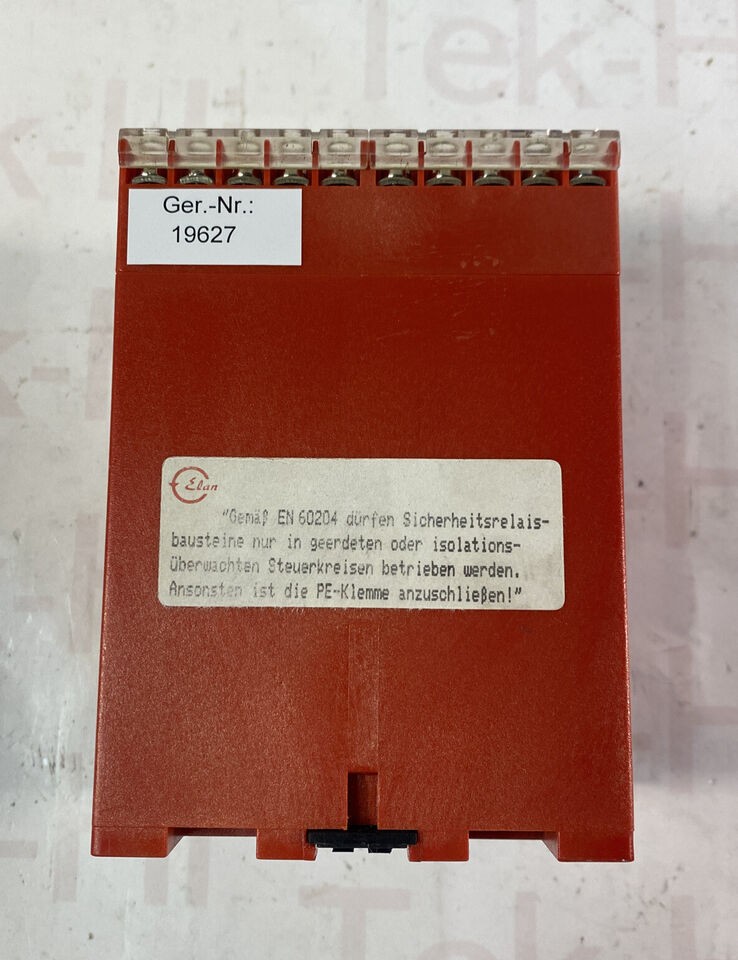 Ger.-Nr.:
19627
Elan
"Gemäß EN 60204 dürfen Sicherheitsrelais-
bausteine nur in geerdeten oder isolations-
überwachten Steuerkreisen betrieben werden.
Ansonsten ist die PE-Klemme anzuschließen!"